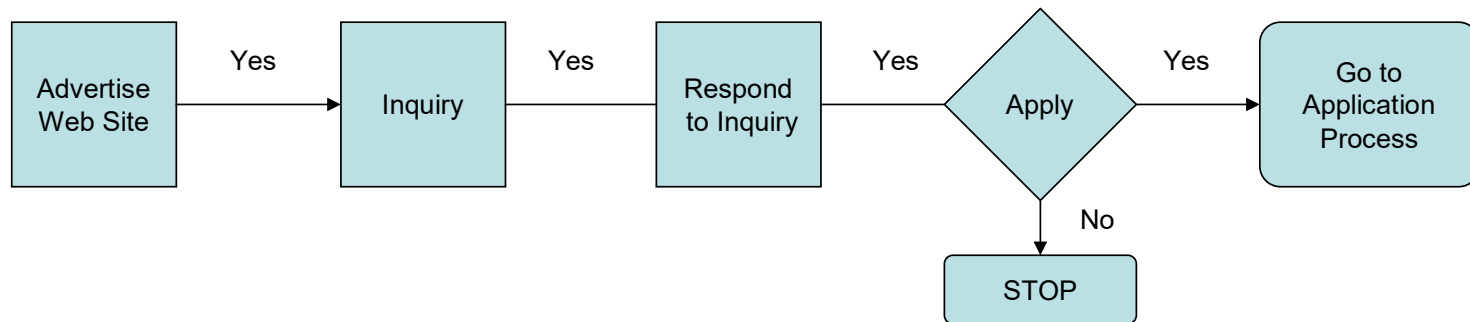 Advertise
Web Site
Yes
Inquiry
Yes
Respond
to Inquiry
Yes
Apply
Yes
Go to
Application
Process
No
STOP